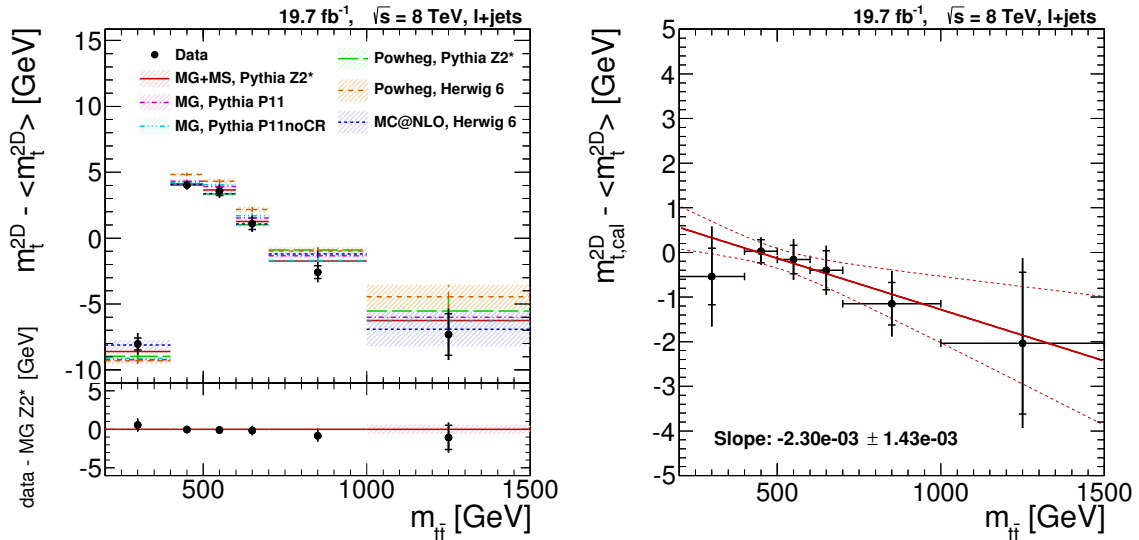 19.7 fb⁻¹, √s = 8 TeV, l+jets
m_t^2D - <m_t^2D> [GeV]
Data
MG+MS, Pythia Z2*
MG, Pythia P11
MG, Pythia P11noCR
Powheg, Pythia Z2*
Powheg, Herwig 6
MC@NLO, Herwig 6
15
10
5
0
-5
-10
data - MG Z2* [GeV]
5
0
-5
500 1000 1500
m_tt̄ [GeV]
19.7 fb⁻¹, √s = 8 TeV, l+jets
m_t,cal^2D - <m_t^2D> [GeV]
5
4
3
2
1
0
-1
-2
-3
-4
-5
Slope: -2.30e-03 ± 1.43e-03
500 1000 1500
m_tt̄ [GeV]